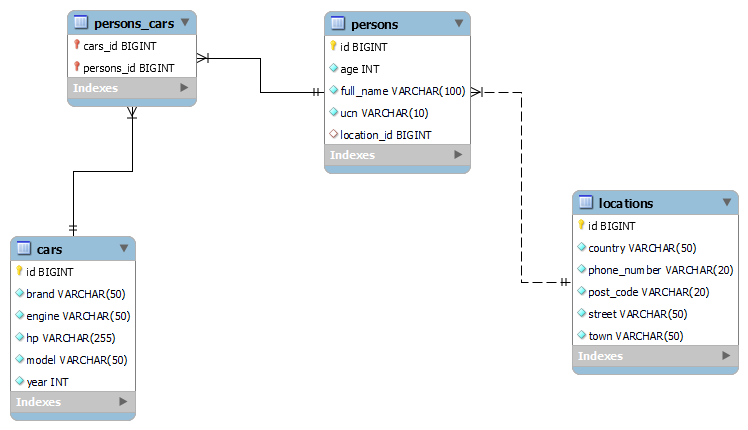 persons_cars
cars_id BIGINT
persons_id BIGINT
Indexes
persons
id BIGINT
age INT
full_name VARCHAR(100)
ucn VARCHAR(10)
location_id BIGINT
Indexes
locations
id BIGINT
country VARCHAR(50)
phone_number VARCHAR(20)
post_code VARCHAR(20)
street VARCHAR(50)
town VARCHAR(50)
Indexes
cars
id BIGINT
brand VARCHAR(50)
engine VARCHAR(50)
hp VARCHAR(255)
model VARCHAR(50)
year INT
Indexes